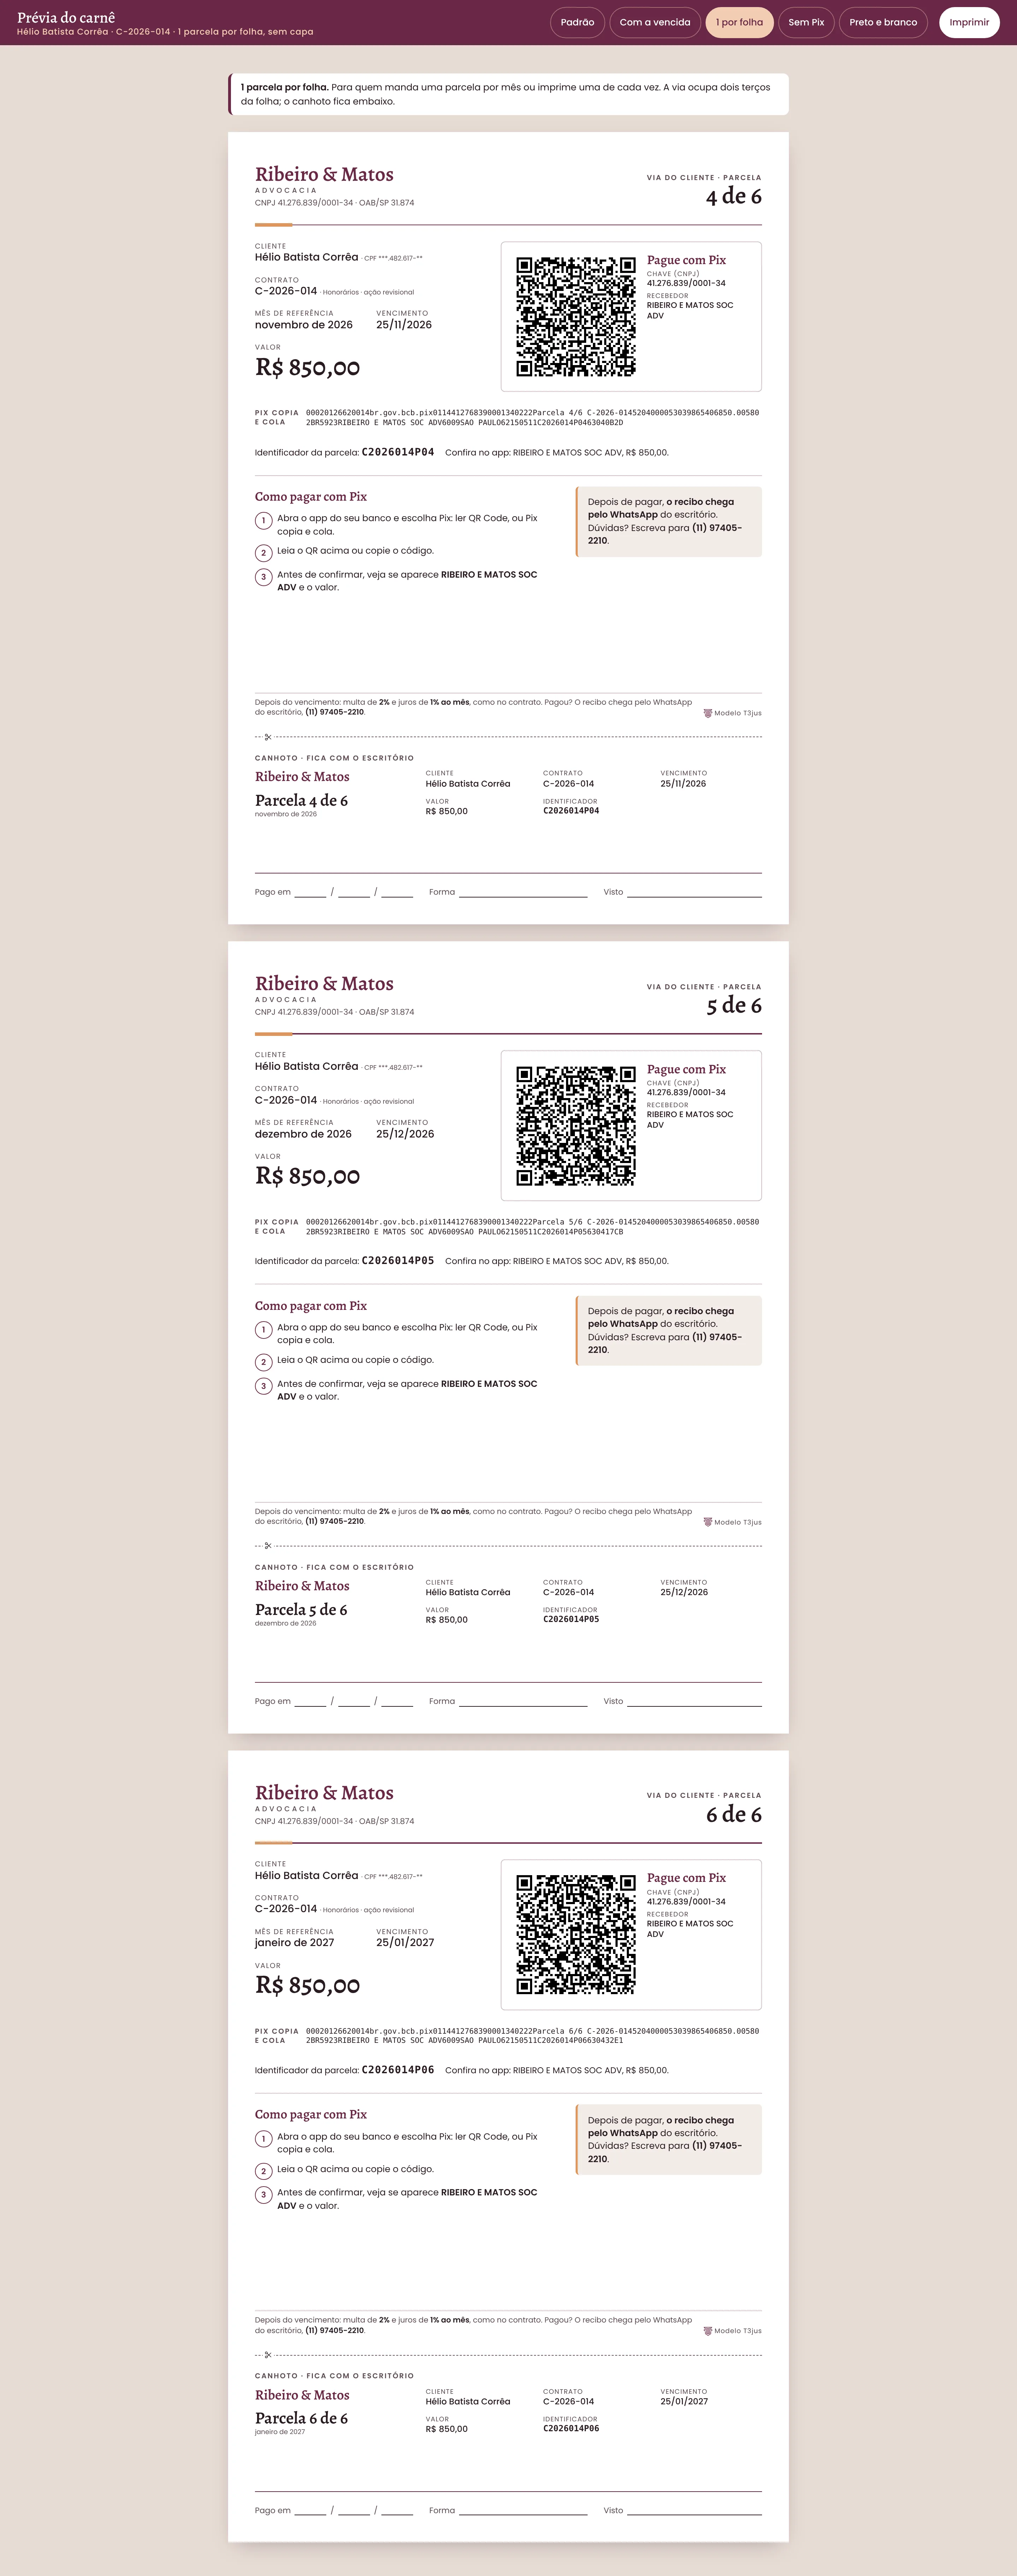 Prévia do carnê
Hélio Batista Corrêa · C-2026-014 · 1 parcela por folha, sem capa
Padrão
Com a vencida
1 por folha
Sem Pix
Preto e branco
Imprimir
1 parcela por folha. Para quem manda uma parcela por mês ou imprime uma de cada vez. A via ocupa dois terços
da folha; o canhoto fica embaixo.
Ribeiro & Matos
ADVOCACIA
CNPJ 41.276.839/0001-34 · OAB/SP 31.874
VIA DO CLIENTE · PARCELA
4 de 6
CLIENTE
Hélio Batista Corrêa · CPF ***.482.617-**
CONTRATO
C-2026-014 · Honorários · ação revisional
MÊS DE REFERÊNCIA
novembro de 2026
VENCIMENTO
25/11/2026
VALOR
R$ 850,00
Pague com Pix
CHAVE (CNPJ)
41.276.839/0001-34
RECEBEDOR
RIBEIRO E MATOS SOC
ADV
PIX COPIA
E COLA
00020126620014br.gov.bcb.pix0114412768390001340222Parcela 4/6 C-2026-0145204000053039865406850.00580
2BR5923RIBEIRO E MATOS SOC ADV6009SAO PAULO62150511C2026014P0463040B2D
Identificador da parcela: C2026014P04 Confira no app: RIBEIRO E MATOS SOC ADV, R$ 850,00.
Como pagar com Pix
1 Abra o app do seu banco e escolha Pix: ler QR Code, ou Pix
copia e cola.
2 Leia o QR acima ou copie o código.
3 Antes de confirmar, veja se aparece RIBEIRO E MATOS SOC
ADV e o valor.
Depois de pagar, o recibo chega
pelo WhatsApp do escritório.
Dúvidas? Escreva para (11) 97405-
2210.
Depois do vencimento: multa de 2% e juros de 1% ao mês, como no contrato. Pagou? O recibo chega pelo WhatsApp
do escritório, (11) 97405-2210.
Modelo T3jus
CANHOTO · FICA COM O ESCRITÓRIO
Ribeiro & Matos
Parcela 4 de 6
novembro de 2026
CLIENTE
Hélio Batista Corrêa
CONTRATO
C-2026-014
VENCIMENTO
25/11/2026
VALOR
R$ 850,00
IDENTIFICADOR
C2026014P04
Pago em ____ / ____ / ____ Forma ____ Visto ____
Ribeiro & Matos
ADVOCACIA
CNPJ 41.276.839/0001-34 · OAB/SP 31.874
VIA DO CLIENTE · PARCELA
5 de 6
CLIENTE
Hélio Batista Corrêa · CPF ***.482.617-**
CONTRATO
C-2026-014 · Honorários · ação revisional
MÊS DE REFERÊNCIA
dezembro de 2026
VENCIMENTO
25/12/2026
VALOR
R$ 850,00
Pague com Pix
CHAVE (CNPJ)
41.276.839/0001-34
RECEBEDOR
RIBEIRO E MATOS SOC
ADV
PIX COPIA
E COLA
00020126620014br.gov.bcb.pix0114412768390001340222Parcela 5/6 C-2026-0145204000053039865406850.00580
2BR5923RIBEIRO E MATOS SOC ADV6009SAO PAULO62150511C2026014P05630417CB
Identificador da parcela: C2026014P05 Confira no app: RIBEIRO E MATOS SOC ADV, R$ 850,00.
Como pagar com Pix
1 Abra o app do seu banco e escolha Pix: ler QR Code, ou Pix
copia e cola.
2 Leia o QR acima ou copie o código.
3 Antes de confirmar, veja se aparece RIBEIRO E MATOS SOC
ADV e o valor.
Depois de pagar, o recibo chega
pelo WhatsApp do escritório.
Dúvidas? Escreva para (11) 97405-
2210.
Depois do vencimento: multa de 2% e juros de 1% ao mês, como no contrato. Pagou? O recibo chega pelo WhatsApp
do escritório, (11) 97405-2210.
Modelo T3jus
CANHOTO · FICA COM O ESCRITÓRIO
Ribeiro & Matos
Parcela 5 de 6
dezembro de 2026
CLIENTE
Hélio Batista Corrêa
CONTRATO
C-2026-014
VENCIMENTO
25/12/2026
VALOR
R$ 850,00
IDENTIFICADOR
C2026014P05
Pago em ____ / ____ / ____ Forma ____ Visto ____
Ribeiro & Matos
ADVOCACIA
CNPJ 41.276.839/0001-34 · OAB/SP 31.874
VIA DO CLIENTE · PARCELA
6 de 6
CLIENTE
Hélio Batista Corrêa · CPF ***.482.617-**
CONTRATO
C-2026-014 · Honorários · ação revisional
MÊS DE REFERÊNCIA
janeiro de 2027
VENCIMENTO
25/01/2027
VALOR
R$ 850,00
Pague com Pix
CHAVE (CNPJ)
41.276.839/0001-34
RECEBEDOR
RIBEIRO E MATOS SOC
ADV
PIX COPIA
E COLA
00020126620014br.gov.bcb.pix0114412768390001340222Parcela 6/6 C-2026-0145204000053039865406850.00580
2BR5923RIBEIRO E MATOS SOC ADV6009SAO PAULO62150511C2026014P06630432E1
Identificador da parcela: C2026014P06 Confira no app: RIBEIRO E MATOS SOC ADV, R$ 850,00.
Como pagar com Pix
1 Abra o app do seu banco e escolha Pix: ler QR Code, ou Pix
copia e cola.
2 Leia o QR acima ou copie o código.
3 Antes de confirmar, veja se aparece RIBEIRO E MATOS SOC
ADV e o valor.
Depois de pagar, o recibo chega
pelo WhatsApp do escritório.
Dúvidas? Escreva para (11) 97405-
2210.
Depois do vencimento: multa de 2% e juros de 1% ao mês, como no contrato. Pagou? O recibo chega pelo WhatsApp
do escritório, (11) 97405-2210.
Modelo T3jus
CANHOTO · FICA COM O ESCRITÓRIO
Ribeiro & Matos
Parcela 6 de 6
janeiro de 2027
CLIENTE
Hélio Batista Corrêa
CONTRATO
C-2026-014
VENCIMENTO
25/01/2027
VALOR
R$ 850,00
IDENTIFICADOR
C2026014P06
Pago em ____ / ____ / ____ Forma ____ Visto ____